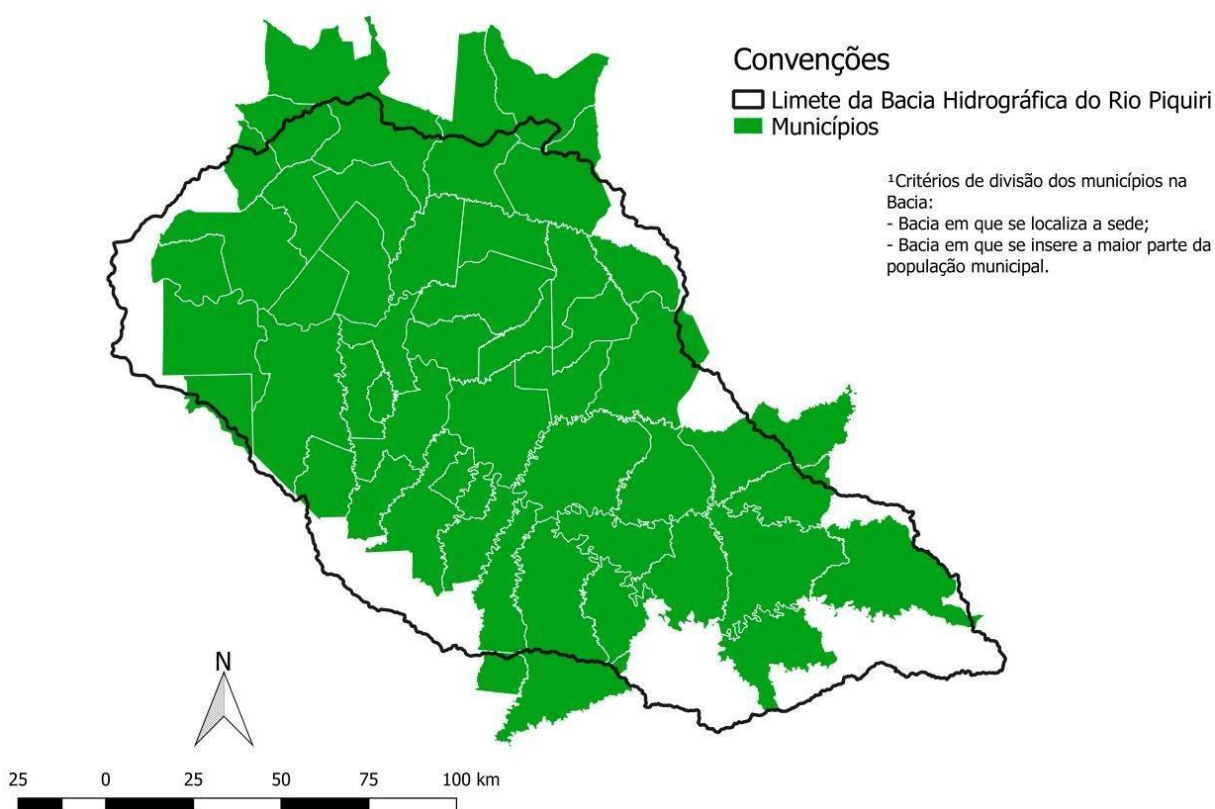 Convenções
Limete da Bacia Hidrográfica do Rio Piquiri
Municípios
¹Critérios de divisão dos municípios na
Bacia:
- Bacia em que se localiza a sede;
- Bacia em que se insere a maior parte da
população municipal.
N
25 0 25 50 75 100 km